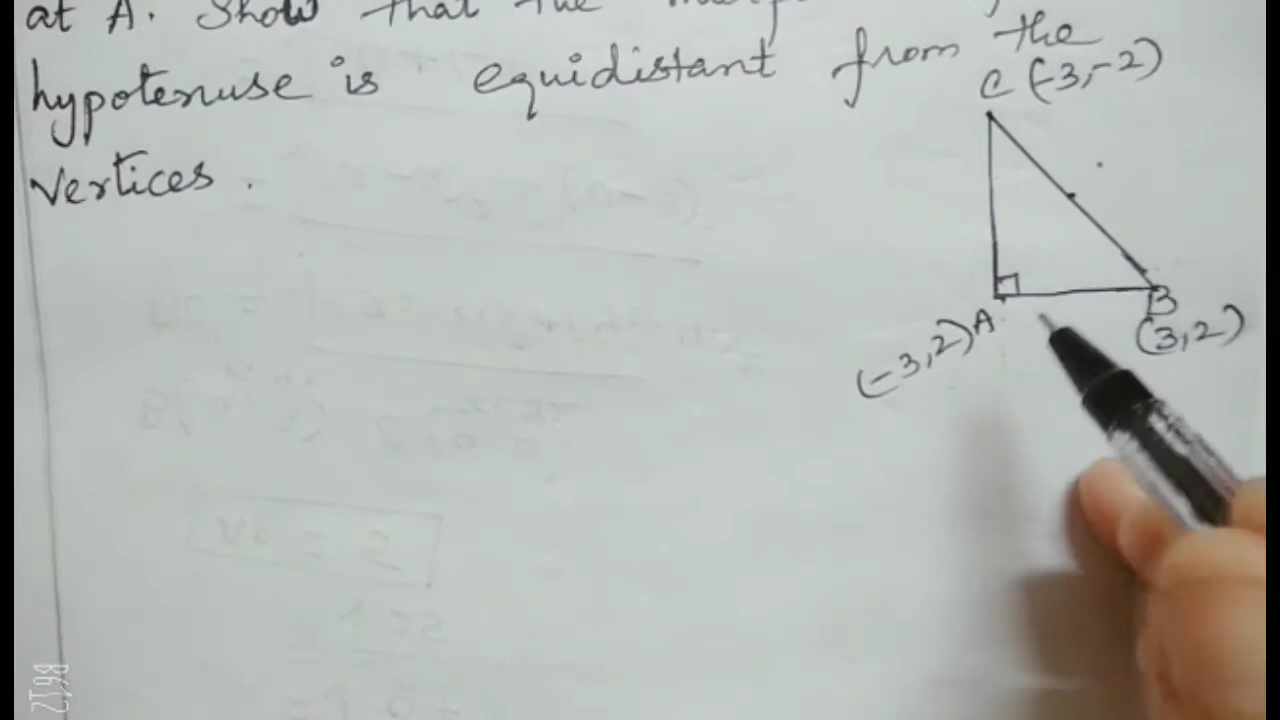 at A. Show that the
hypotenuse is equidistant from the
vertices.
C (-3,-2)
B
(3,2)
(-3,2) A